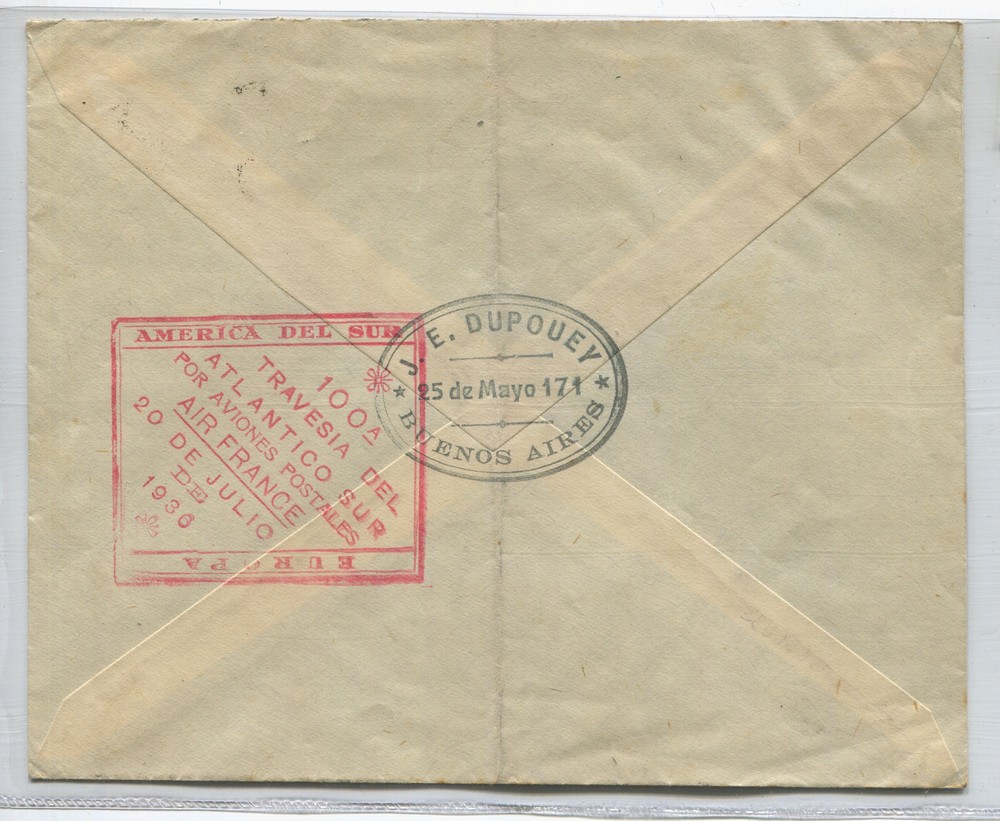 AMERICA DEL SUR
100A
TRAVESIA DEL
ATLANTICO SUR
POR AVIONES POSTALES
AIR FRANCE
20 DE JULIO
DE
1936
EUROPA
J. E. DUPOUEY
25 de Mayo 171
BUENOS AIRES